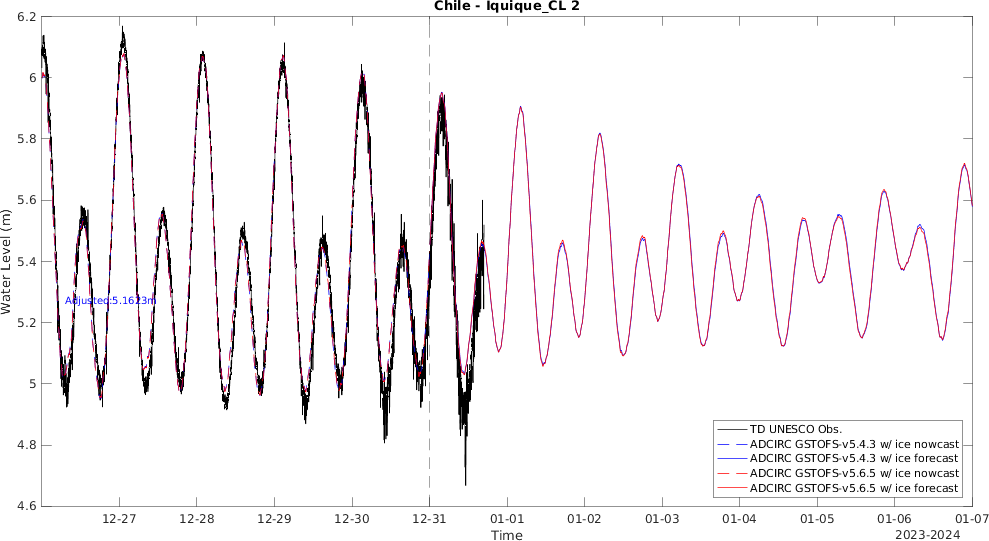 Chile - Iquique_CL 2
6.2
6
5.8
5.6
5.4
5.2
5
4.8
4.6
Water Level (m)
Adjusted:5.1623m
TD UNESCO Obs.
ADCIRC GSTOFS-v5.4.3 w/ ice nowcast
ADCIRC GSTOFS-v5.4.3 w/ ice forecast
ADCIRC GSTOFS-v5.6.5 w/ ice nowcast
ADCIRC GSTOFS-v5.6.5 w/ ice forecast
12-27 12-28 12-29 12-30 12-31 01-01 01-02 01-03 01-04 01-05 01-06 01-07
Time
2023-2024